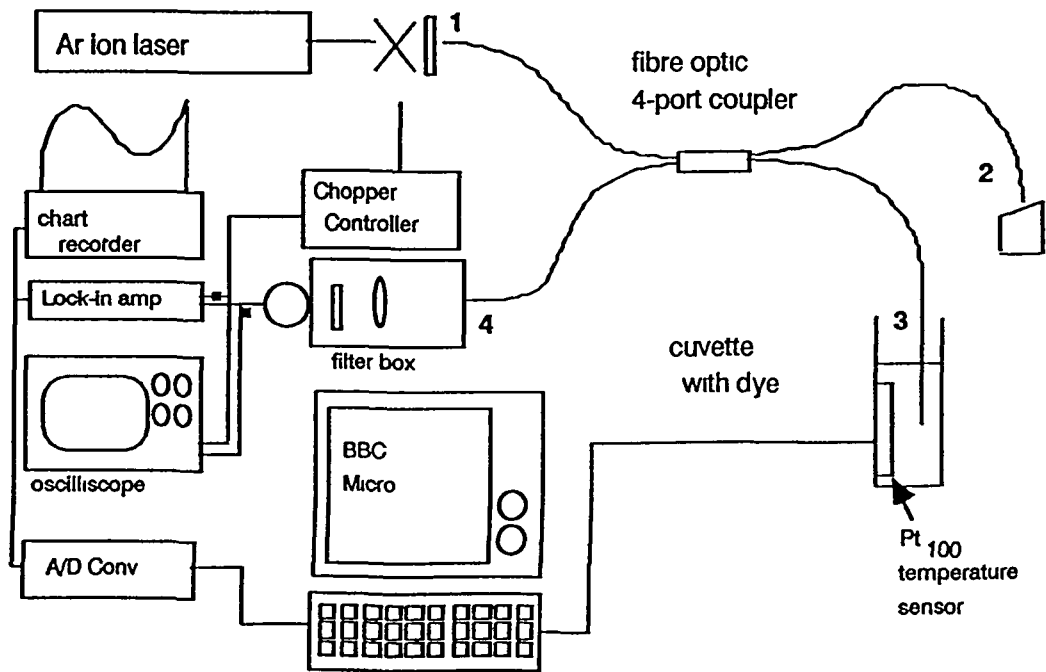 Ar ion laser
1
fibre optic
4-port coupler
2
chart
recorder
Chopper
Controller
Lock-in amp
4
filter box
3
cuvette
with dye
oscilliscope
BBC
Micro
A/D Conv
Pt 100
temperature
sensor